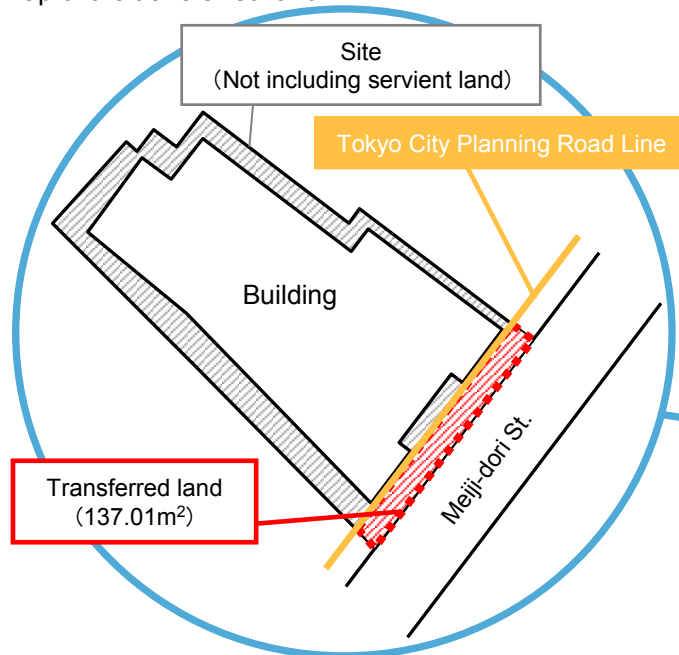 Site
（Not including servient land）
Tokyo City Planning Road Line
Building
Meiji-dori St.
Transferred land
（137.01m²）